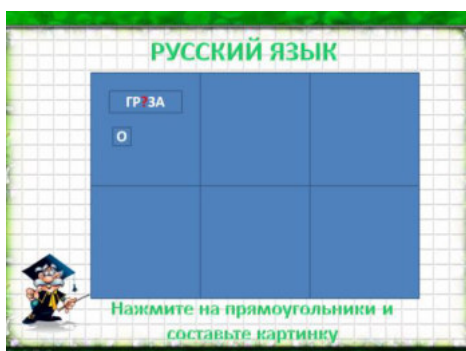 РУССКИЙ ЯЗЫК
ГР?ЗА
О
Нажмите на прямоугольники и
составьте картинку